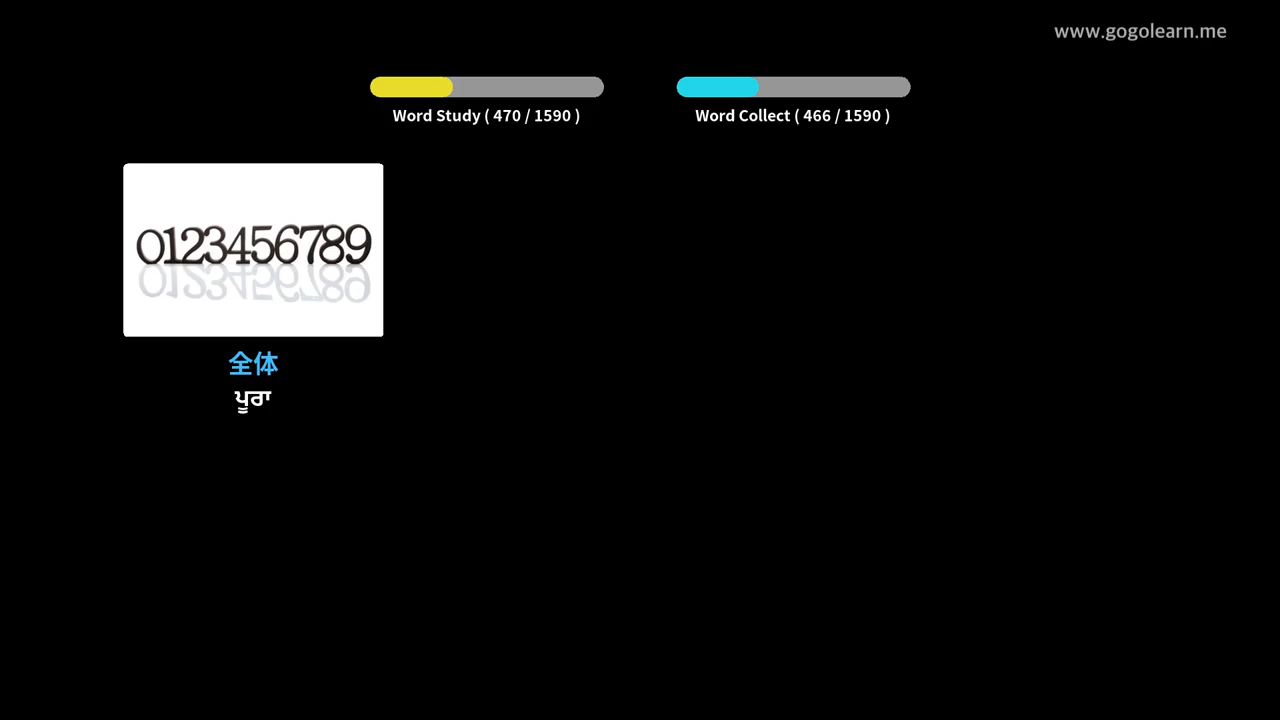 www.gogolearn.me
Word Study ( 470 / 1590 )
Word Collect ( 466 / 1590 )
0123456789
全体
ਪੂਰਾ